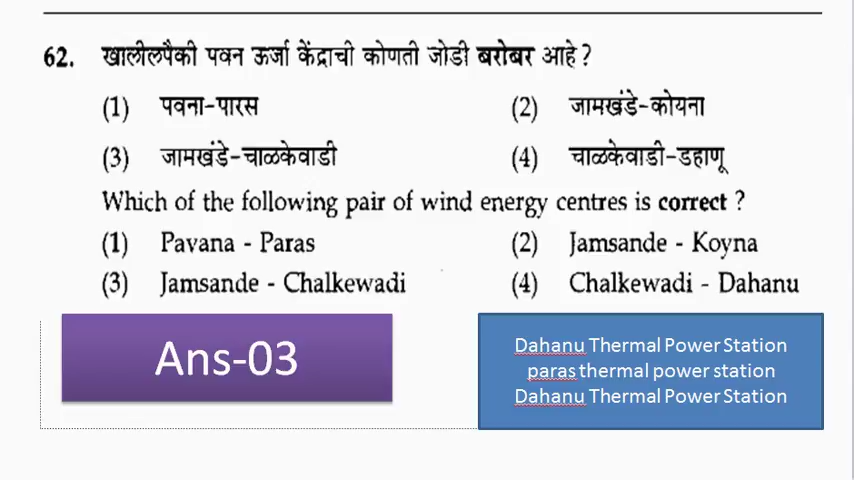 62. खालीलपैकी पवन ऊर्जा केंद्राची कोणती जोडी बरोबर आहे ?
(1) पवना-पारस (2) जामखंडे-कोयना
(3) जामखंडे-चाळकेवाडी (4) चाळकेवाडी-डहाणू
Which of the following pair of wind energy centres is correct ?
(1) Pavana - Paras (2) Jamsande - Koyna
(3) Jamsande - Chalkewadi (4) Chalkewadi - Dahanu
Ans-03
Dahanu Thermal Power Station
paras thermal power station
Dahanu Thermal Power Station